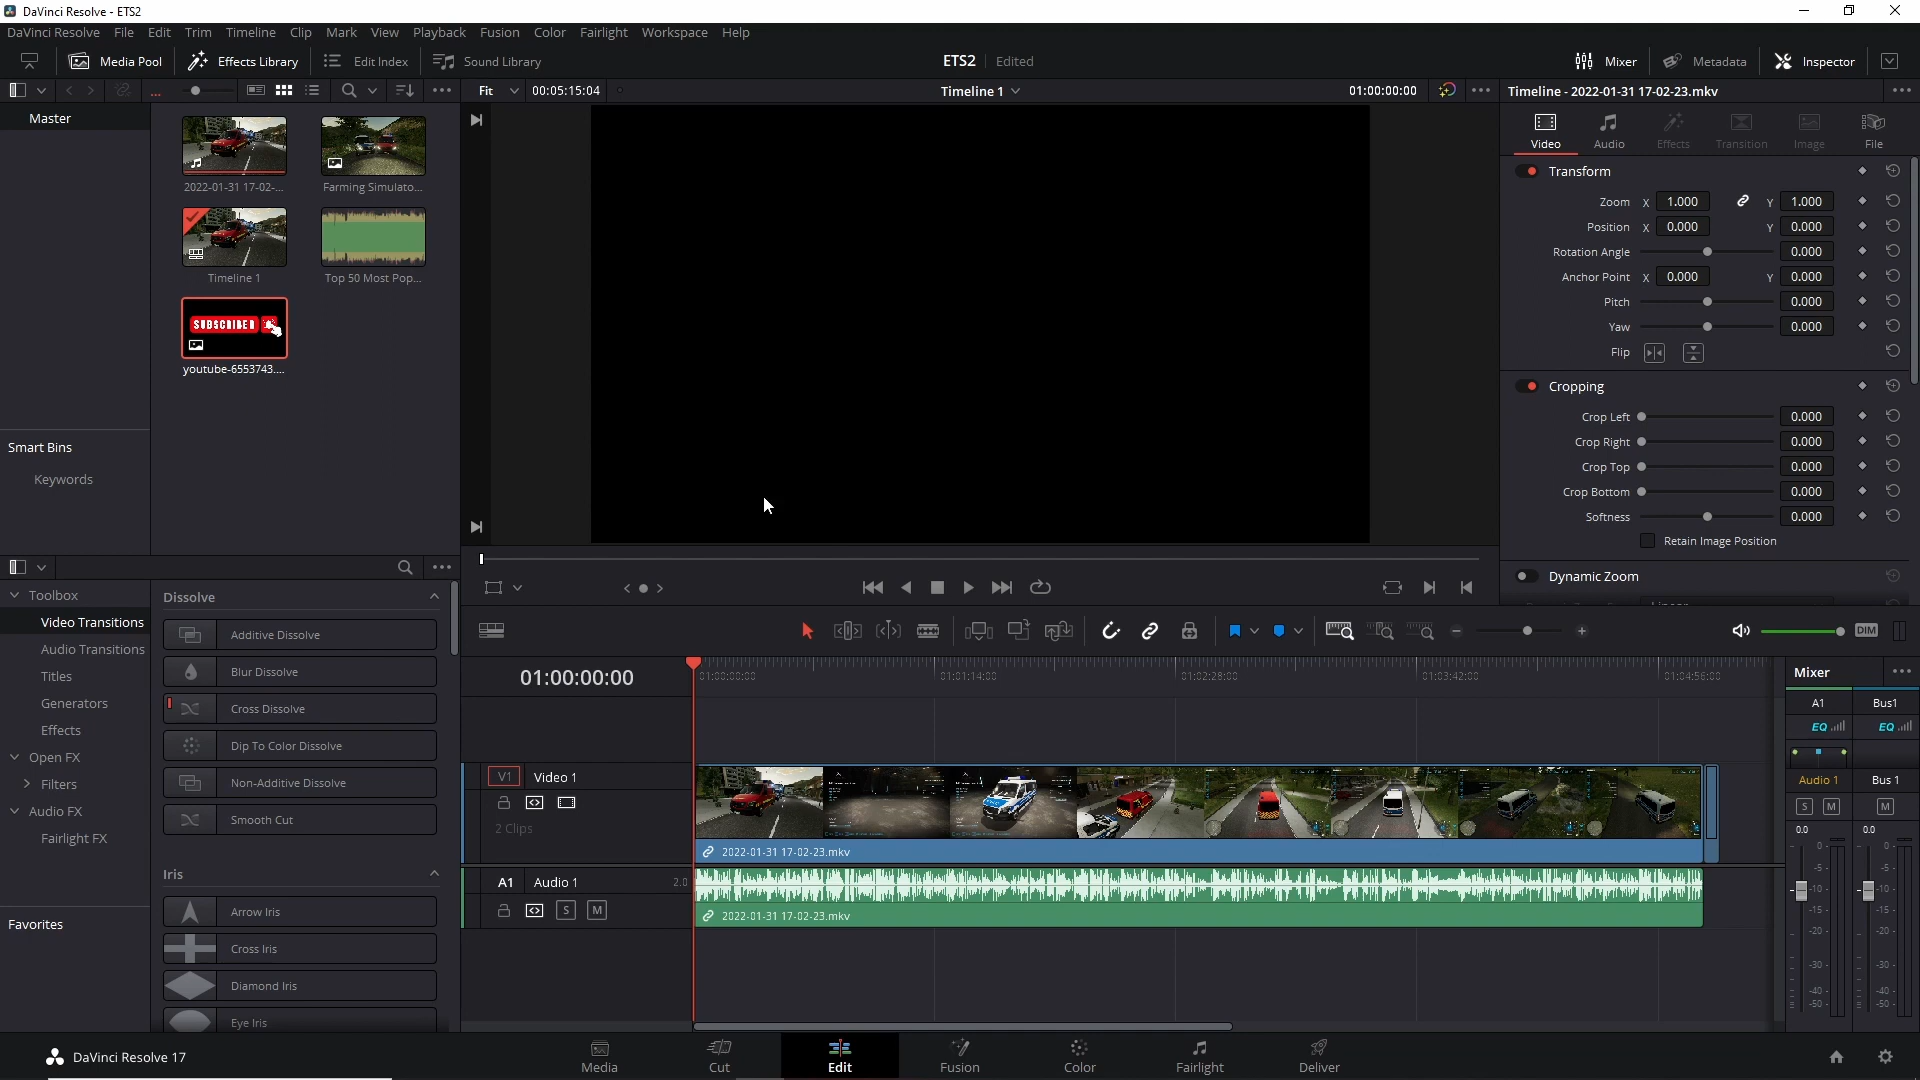 DaVinci Resolve - ETS2
DaVinci Resolve File Edit Trim Timeline Clip Mark View Playback Fusion Color Fairlight Workspace Help
Media Pool Effects Library Edit Index Sound Library ETS2 Edited Mixer Metadata Inspector
... Fit 00:05:15:04 Timeline 1 01:00:00:00 Timeline - 2022-01-31 17-02-23.mkv
Master
2022-01-31 17-02-... Farming Simulato...
Timeline 1 Top 50 Most Pop...
SUBSCRIBED
youtube-6553743....
Smart Bins
Keywords
Video Audio Effects Transition Image File
Transform
Zoom X 1.000 Y 1.000
Position X 0.000 Y 0.000
Rotation Angle 0.000
Anchor Point X 0.000 Y 0.000
Pitch 0.000
Yaw 0.000
Flip
Cropping
Crop Left 0.000
Crop Right 0.000
Crop Top 0.000
Crop Bottom 0.000
Softness 0.000
Retain Image Position
Dynamic Zoom
Toolbox
Video Transitions
Audio Transitions
Titles
Generators
Effects
Open FX
Filters
Audio FX
Fairlight FX
Favorites
Dissolve
Additive Dissolve
Blur Dissolve
Cross Dissolve
Dip To Color Dissolve
Non-Additive Dissolve
Smooth Cut
Iris
Arrow Iris
Cross Iris
Diamond Iris
Eye Iris
DIM
01:00:00:00
01:00:00:00 01:01:14:00 01:02:28:00 01:03:42:00 01:04:56:00
V1 Video 1
2 Clips
2022-01-31 17-02-23.mkv
A1 Audio 1 2.0
S M
2022-01-31 17-02-23.mkv
Mixer
A1 Bus1
EQ EQ
Audio 1 Bus 1
S M M
0.0 0.0
0 0
-5 -5
-10 -10
-15 -15
-20 -20
-30 -30
-40 -40
-50 -50
DaVinci Resolve 17
Media Cut Edit Fusion Color Fairlight Deliver